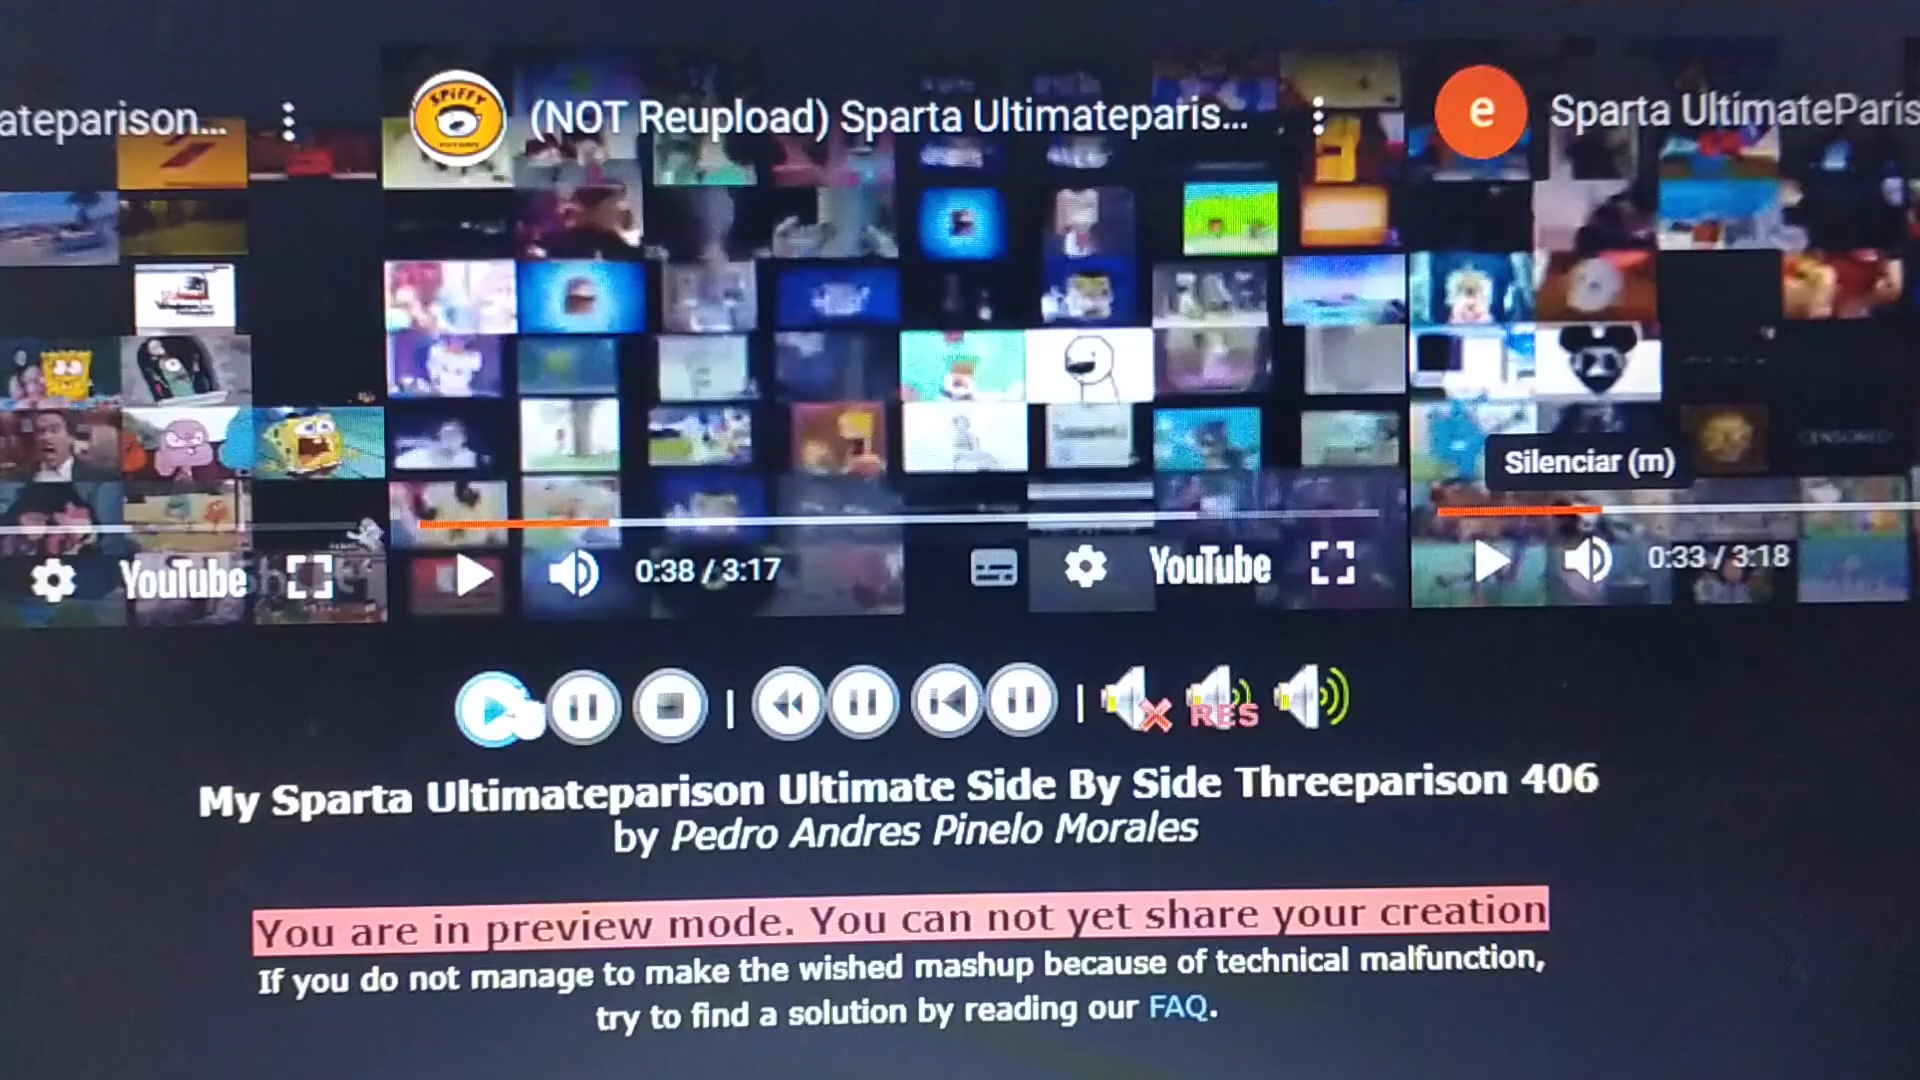 ateparison...
SPIFFY
(NOT Reupload) Sparta Ultimateparis...
e
Sparta UltimateParis
Silenciar (m)
CENSORED
YouTube
0:38 / 3:17
YouTube
0:33 / 3:18
RES
My Sparta Ultimateparison Ultimate Side By Side Threeparison 406
by Pedro Andres Pinelo Morales
You are in preview mode. You can not yet share your creation
If you do not manage to make the wished mashup because of technical malfunction,
try to find a solution by reading our FAQ.